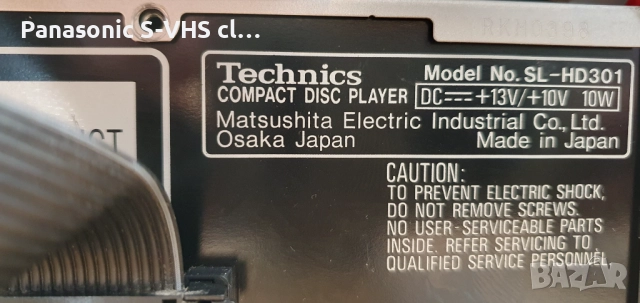 Panasonic S-VHS cl...
Technics Model No. SL-HD301
COMPACT DISC PLAYER DC⎓+13V/+10V 10W
Matsushita Electric Industrial Co., Ltd.
Osaka Japan Made in Japan
CAUTION:
TO PREVENT ELECTRIC SHOCK,
DO NOT REMOVE SCREWS.
NO USER-SERVICEABLE PARTS
INSIDE. REFER SERVICING TO
QUALIFIED SERVICE PERSONNEL
BAZAR